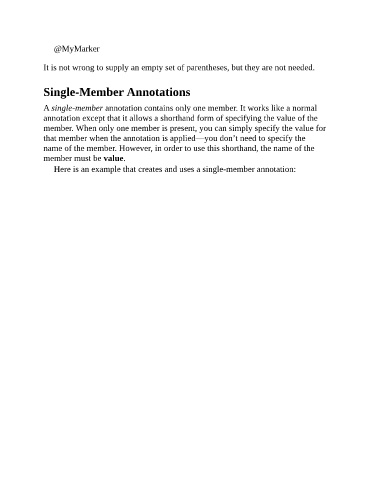 @MyMarker
It is not wrong to supply an empty set of parentheses, but they are not needed.
Single-Member Annotations
A single-member annotation contains only one member. It works like a normal
annotation except that it allows a shorthand form of specifying the value of the
member. When only one member is present, you can simply specify the value for
that member when the annotation is applied—you don’t need to specify the
name of the member. However, in order to use this shorthand, the name of the
member must be value.
Here is an example that creates and uses a single-member annotation: